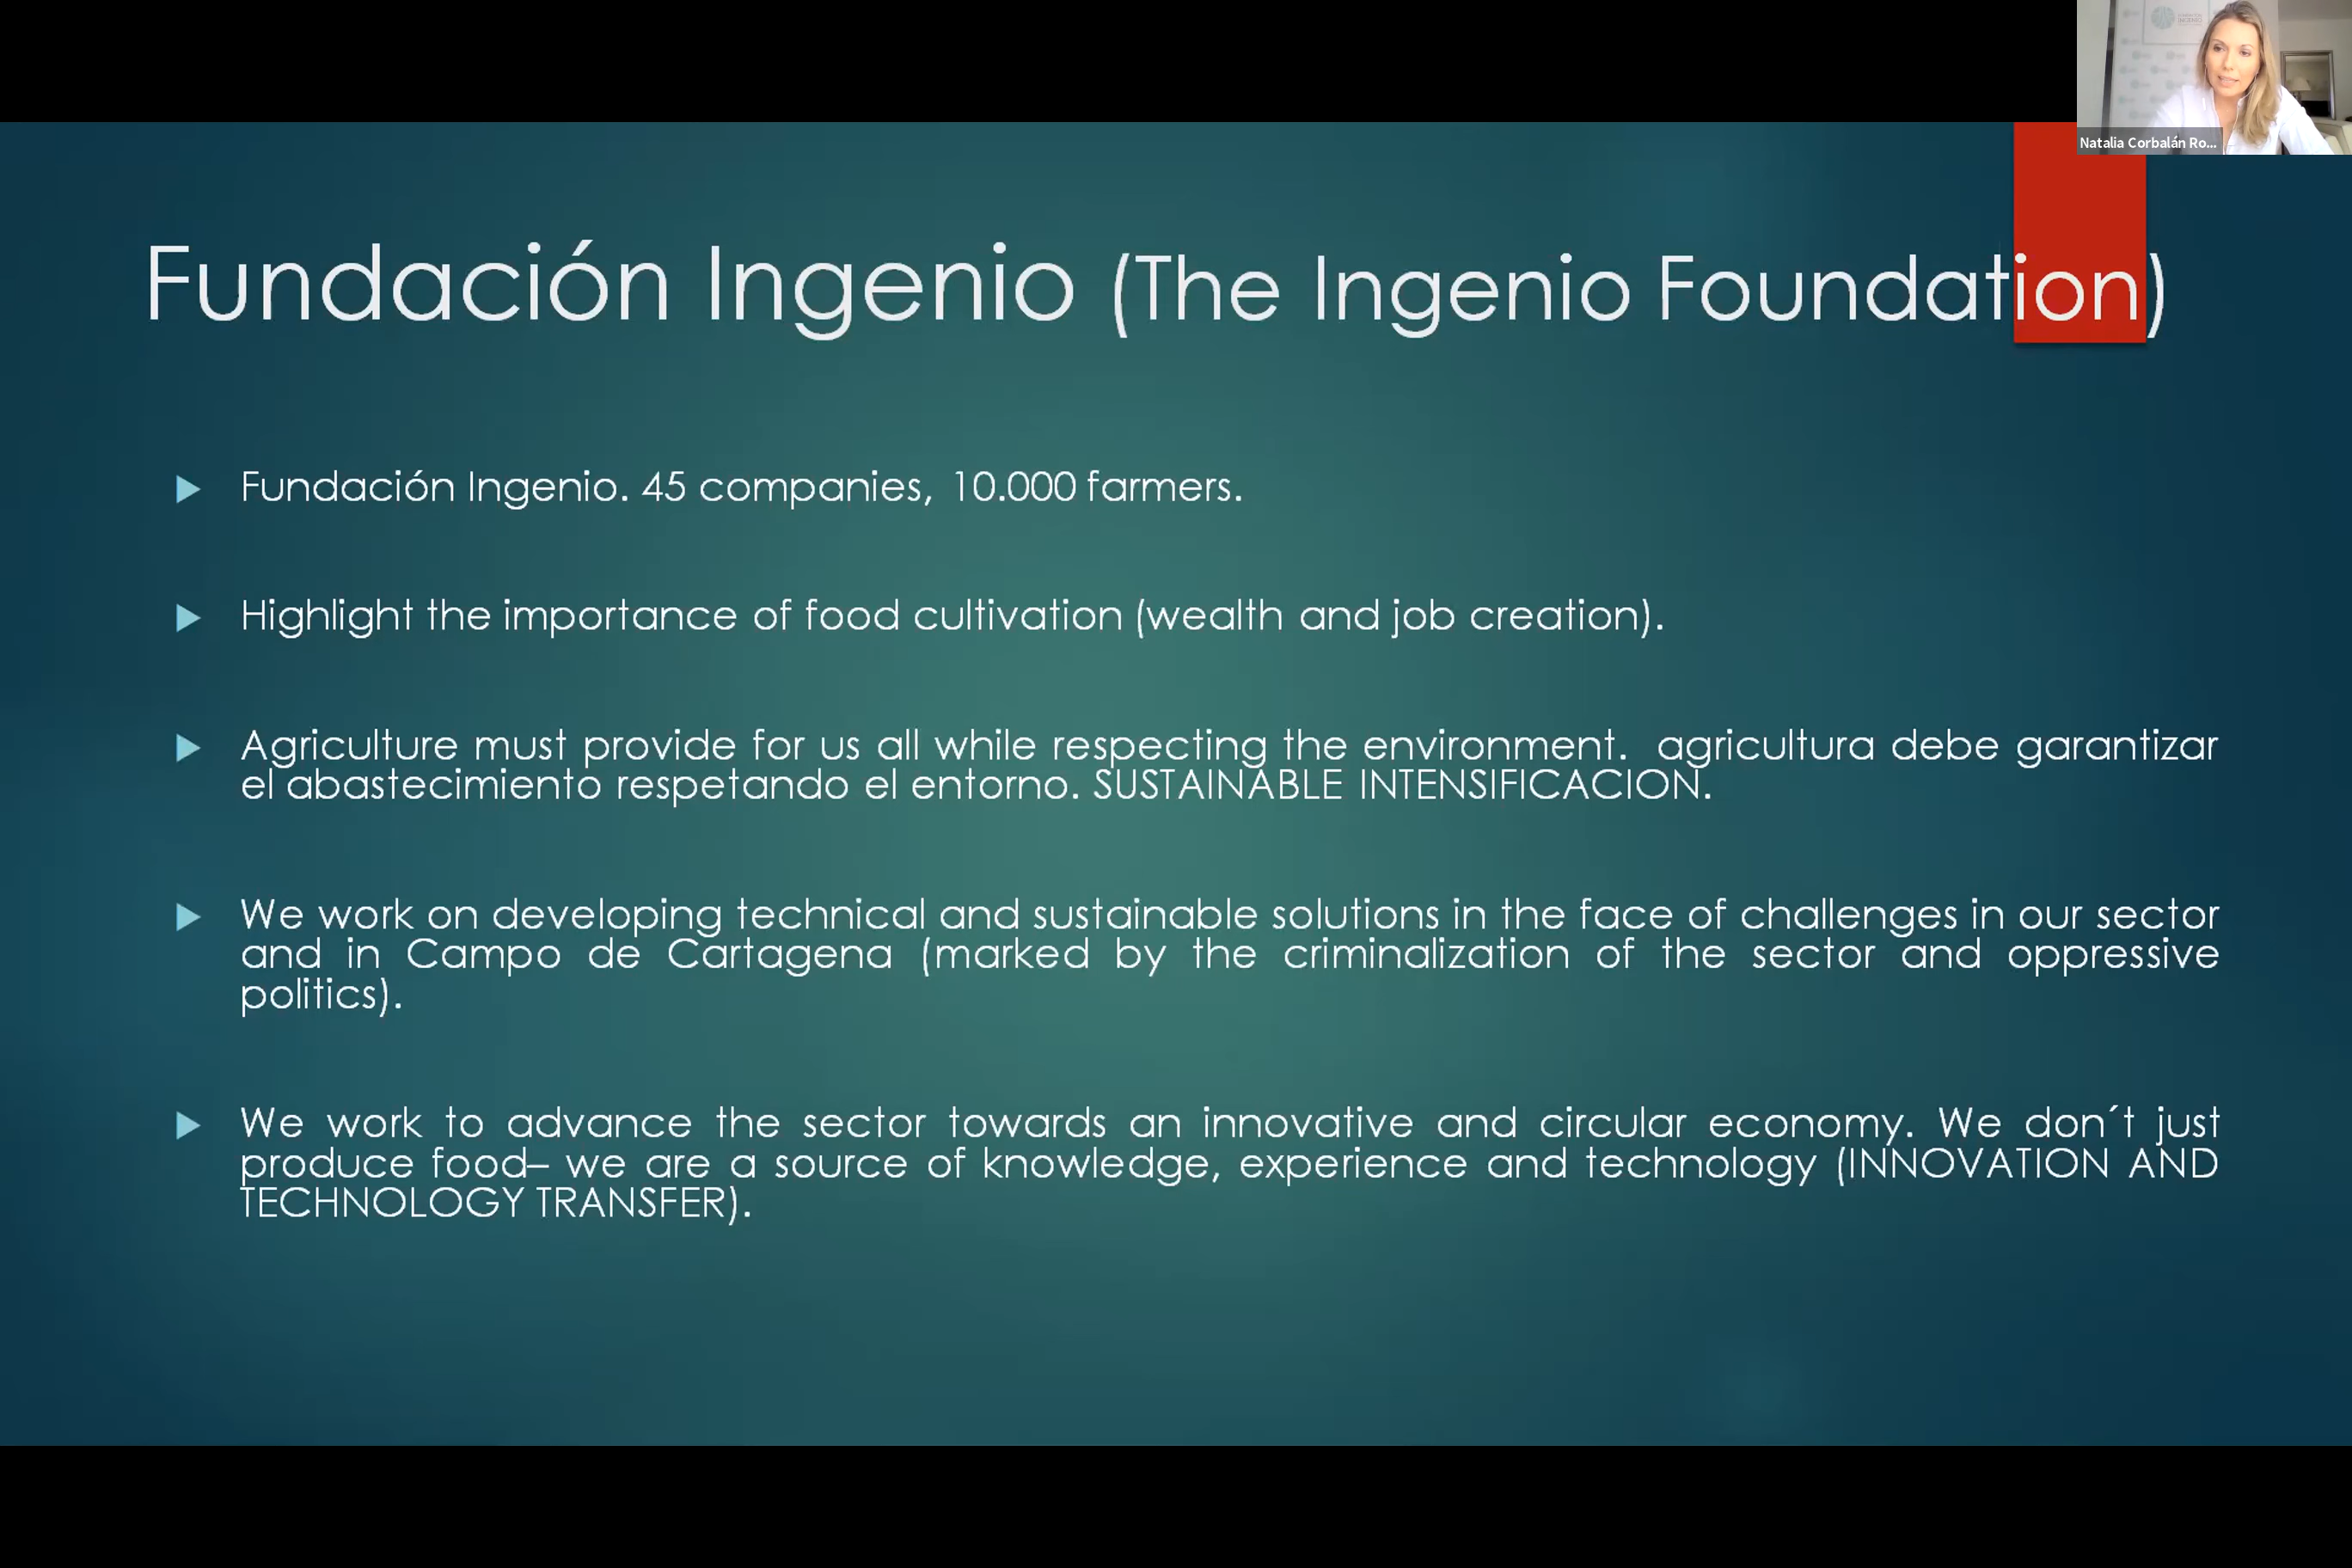 Natalia Corbalán Ro...
Fundación Ingenio (The Ingenio Foundation)
Fundación Ingenio. 45 companies, 10.000 farmers.
Highlight the importance of food cultivation (wealth and job creation).
Agriculture must provide for us all while respecting the environment. agricultura debe garantizar
el abastecimiento respetando el entorno. SUSTAINABLE INTENSIFICACION.
We work on developing technical and sustainable solutions in the face of challenges in our sector
and in Campo de Cartagena (marked by the criminalization of the sector and oppressive
politics).
We work to advance the sector towards an innovative and circular economy. We don´t just
produce food– we are a source of knowledge, experience and technology (INNOVATION AND
TECHNOLOGY TRANSFER).